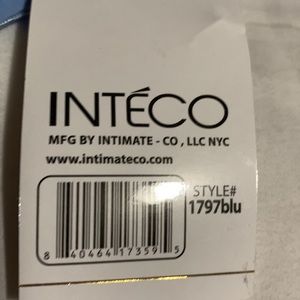 INTÉCO
MFG BY INTIMATE - CO , LLC NYC
www.intimateco.com
STYLE#
1797blu
8 40464 17359 5